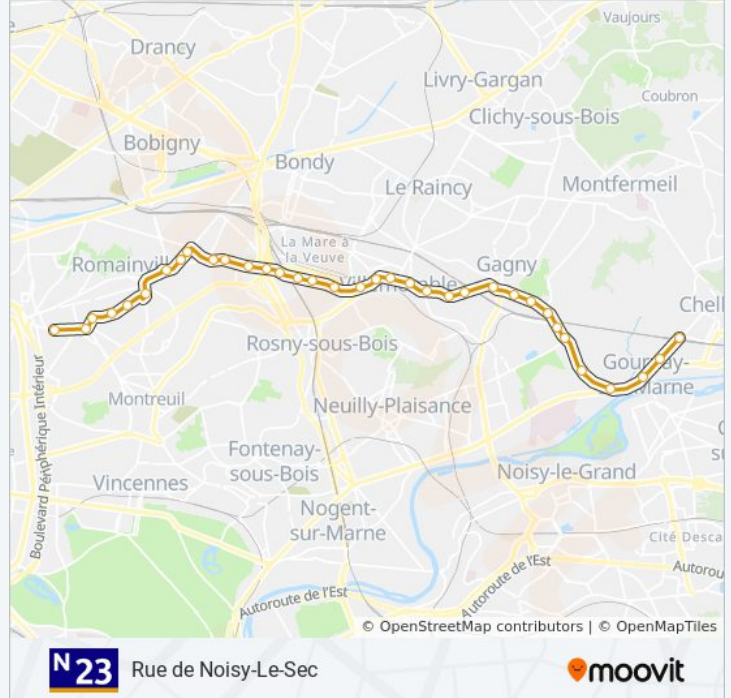 Vaujours
Drancy
Livry-Gargan
Coubron
Clichy-sous-Bois
Bobigny
Bondy
Le Raincy
Montfermeil
La Mare à
la Veuve
Romainvill
Gagny
Vill momble
Chell
Rosny-sous-Bois
Gournay-
Marne
Boulevard Périphérique Intérieur
Montreuil
Neuilly-Plaisance
Fontenay-
sous-Bois
Noisy-le-Grand
Vincennes
Nogent-
sur-Marne
Cité Desca
Autoroute de l'Est
Autorou
Autoroute de l'Est
© OpenStreetMap contributors | © OpenMapTiles
N23 Rue de Noisy-Le-Sec
moovit